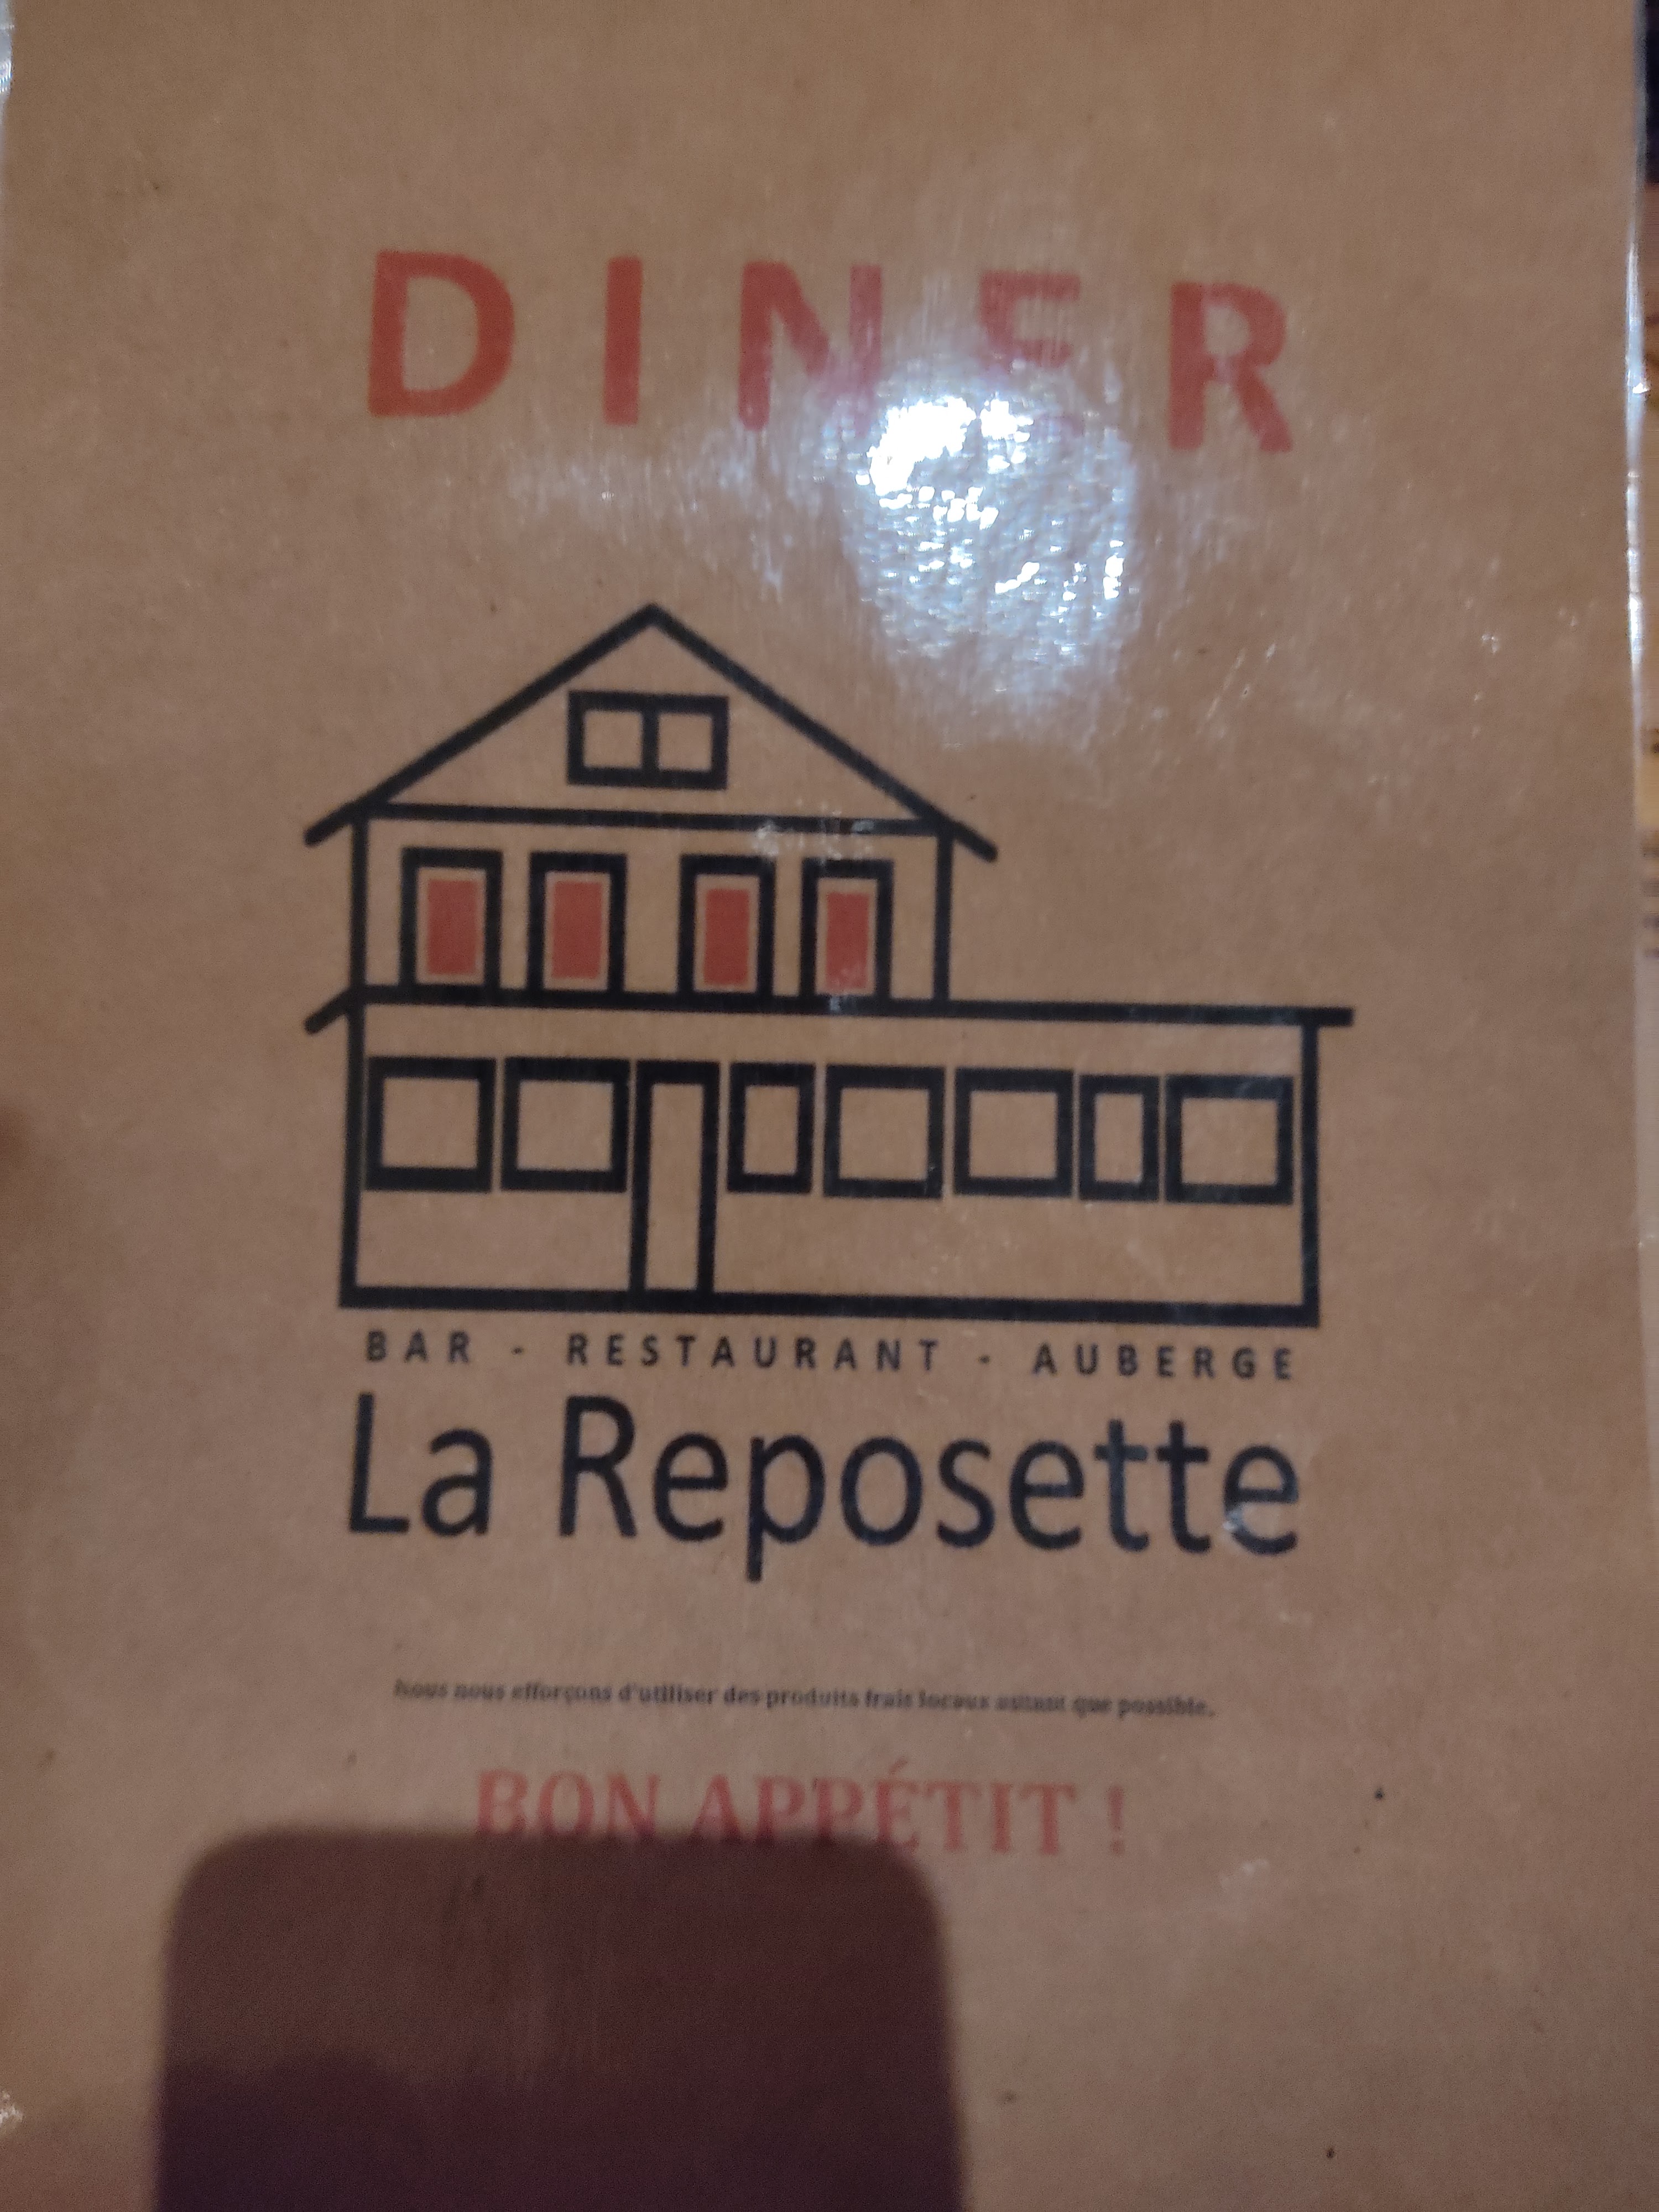 DINER
BAR - RESTAURANT - AUBERGE
La Reposette
Nous nous efforçons d'utiliser des produits frais locaux autant que possible.
BON APPÉTIT !